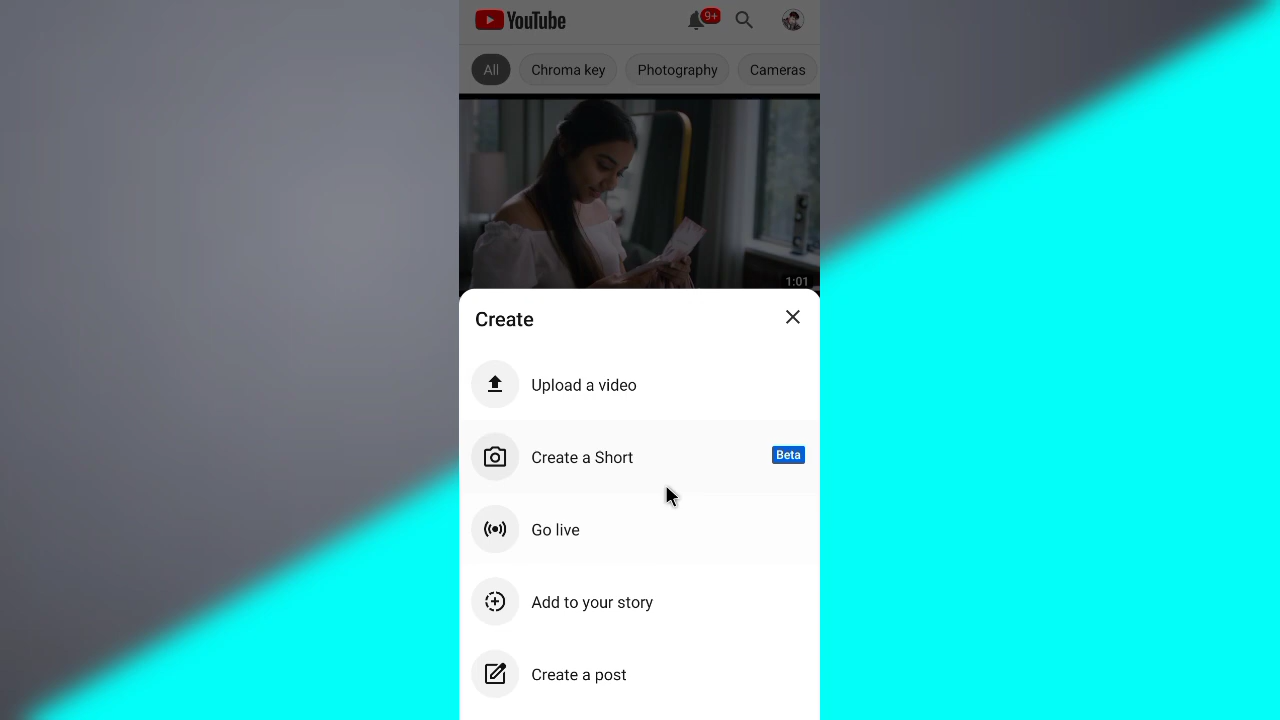 YouTube 9+
All Chroma key Photography Cameras
1:01
Create
Upload a video
Create a Short Beta
Go live
Add to your story
Create a post